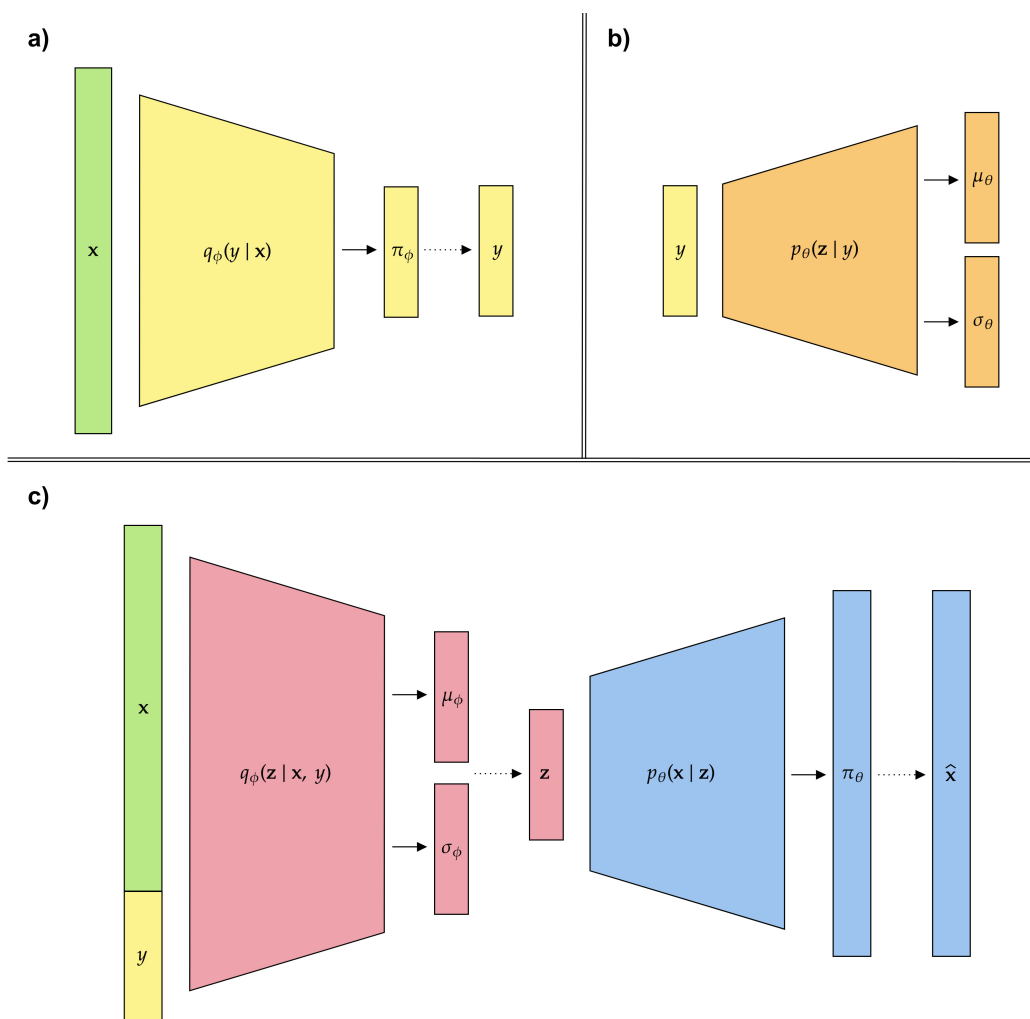 a)
x
qϕ(y | x)
πϕ
y
b)
y
pθ(z | y)
μθ
σθ
c)
x
y
qϕ(z | x, y)
μϕ
σϕ
z
pθ(x | z)
πθ
x̂